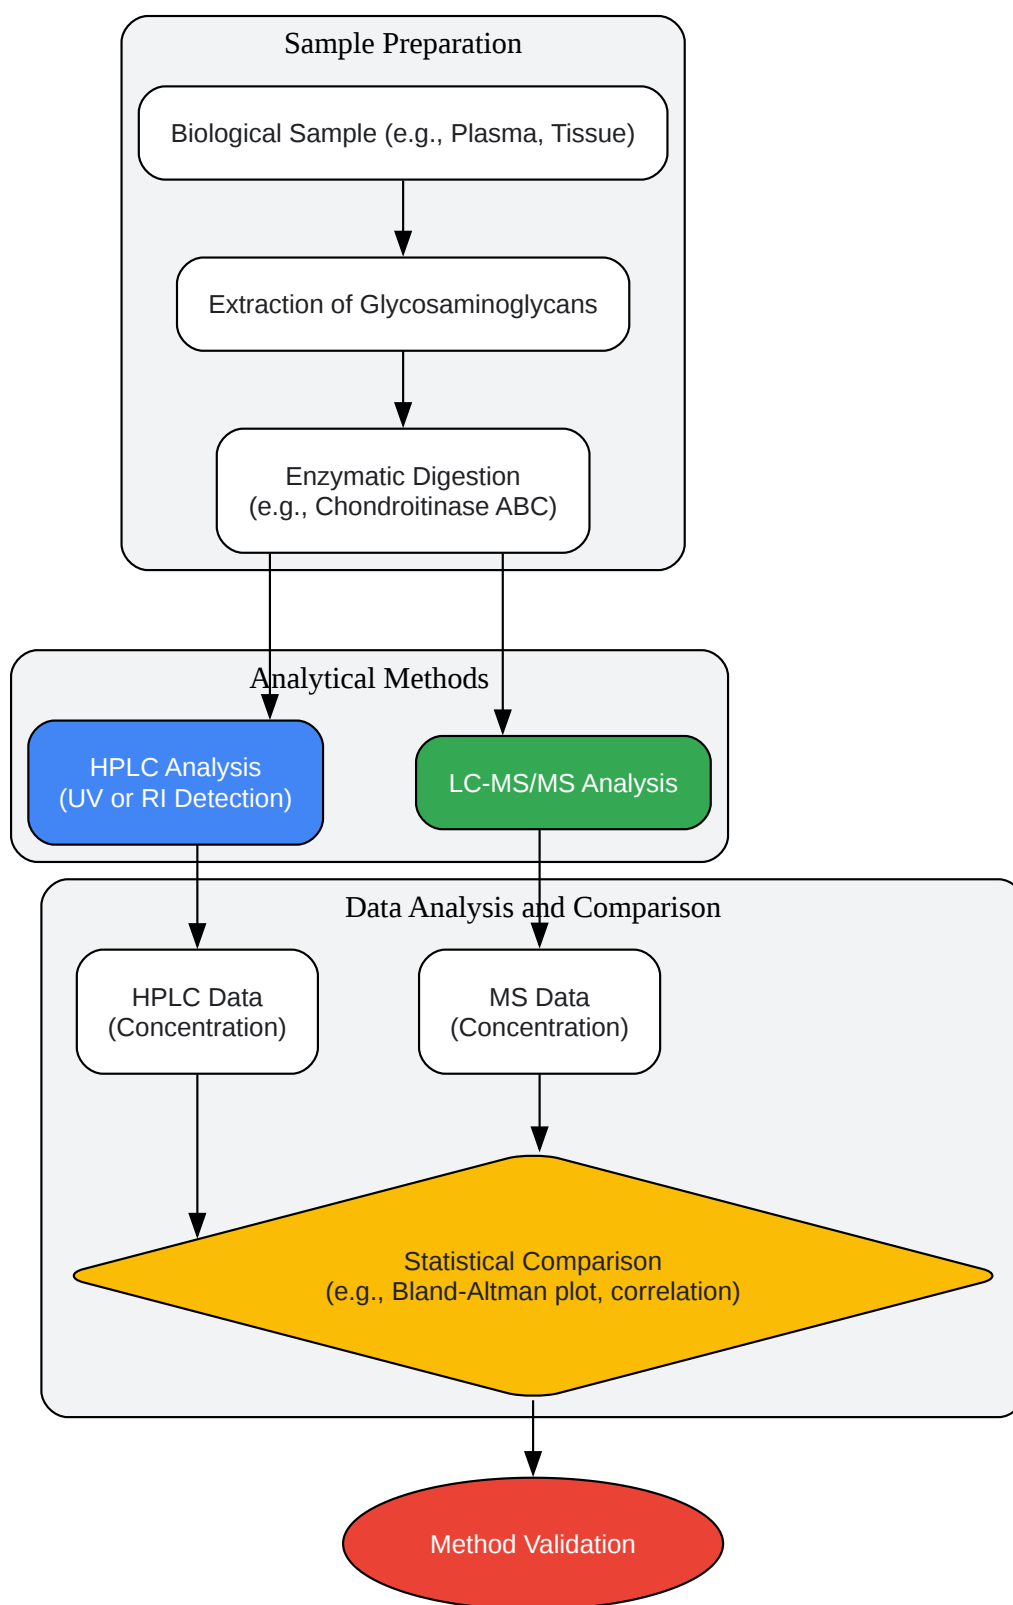 Sample Preparation
Biological Sample (e.g., Plasma, Tissue)
Extraction of Glycosaminoglycans
Enzymatic Digestion
(e.g., Chondroitinase ABC)
Analytical Methods
HPLC Analysis
(UV or RI Detection)
LC-MS/MS Analysis
Data Analysis and Comparison
HPLC Data
(Concentration)
MS Data
(Concentration)
Statistical Comparison
(e.g., Bland-Altman plot, correlation)
Method Validation